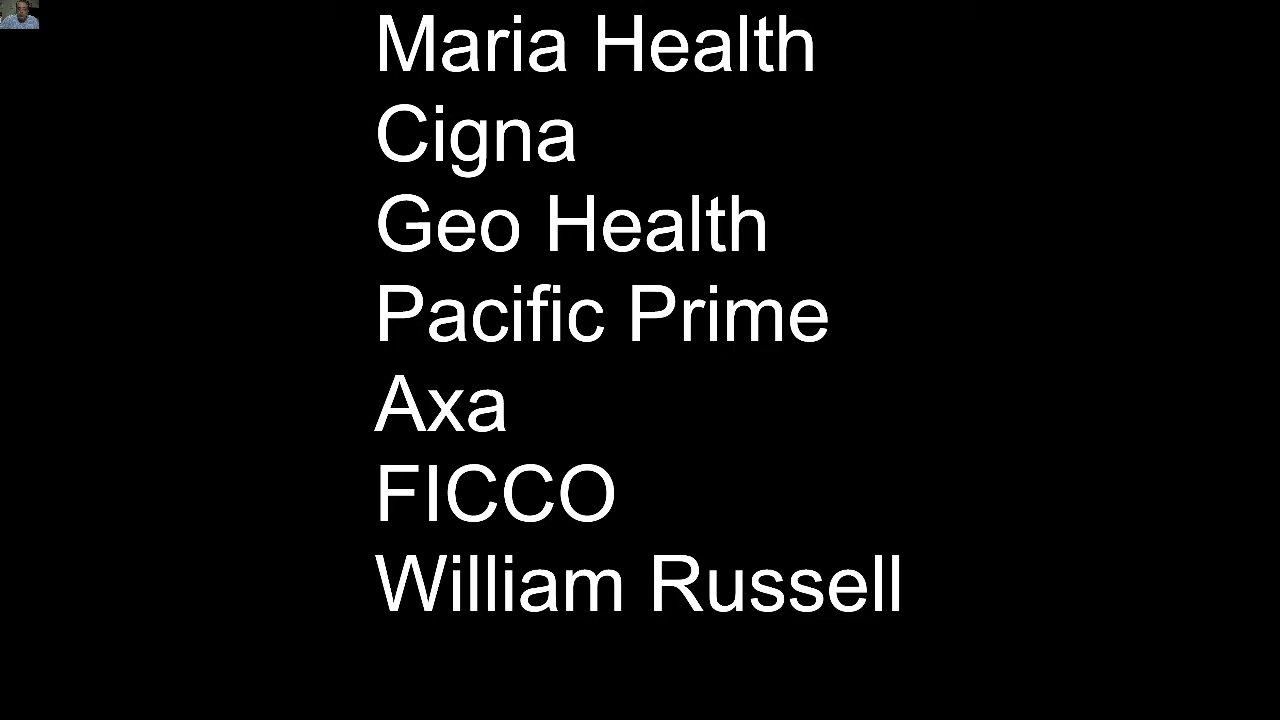 Maria Health
Cigna
Geo Health
Pacific Prime
Axa
FICCO
William Russell